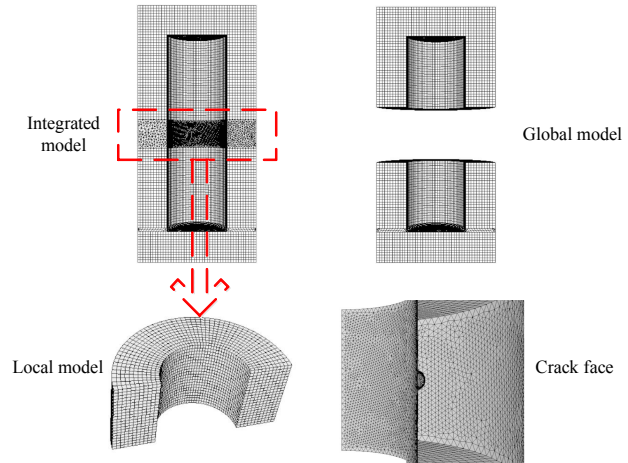 Integrated
model
Global model
Local model
Crack face